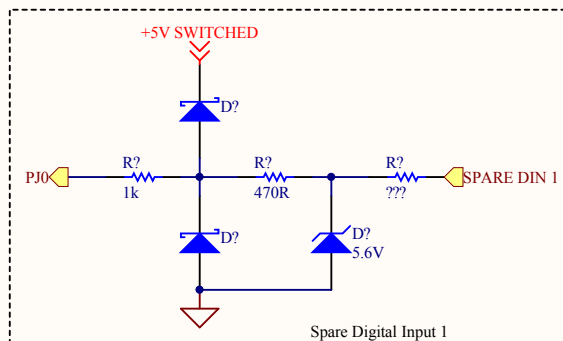 +5V SWITCHED
D?
PJ0
R?
1k
R?
470R
R?
???
SPARE DIN 1
D?
D?
5.6V
Spare Digital Input 1